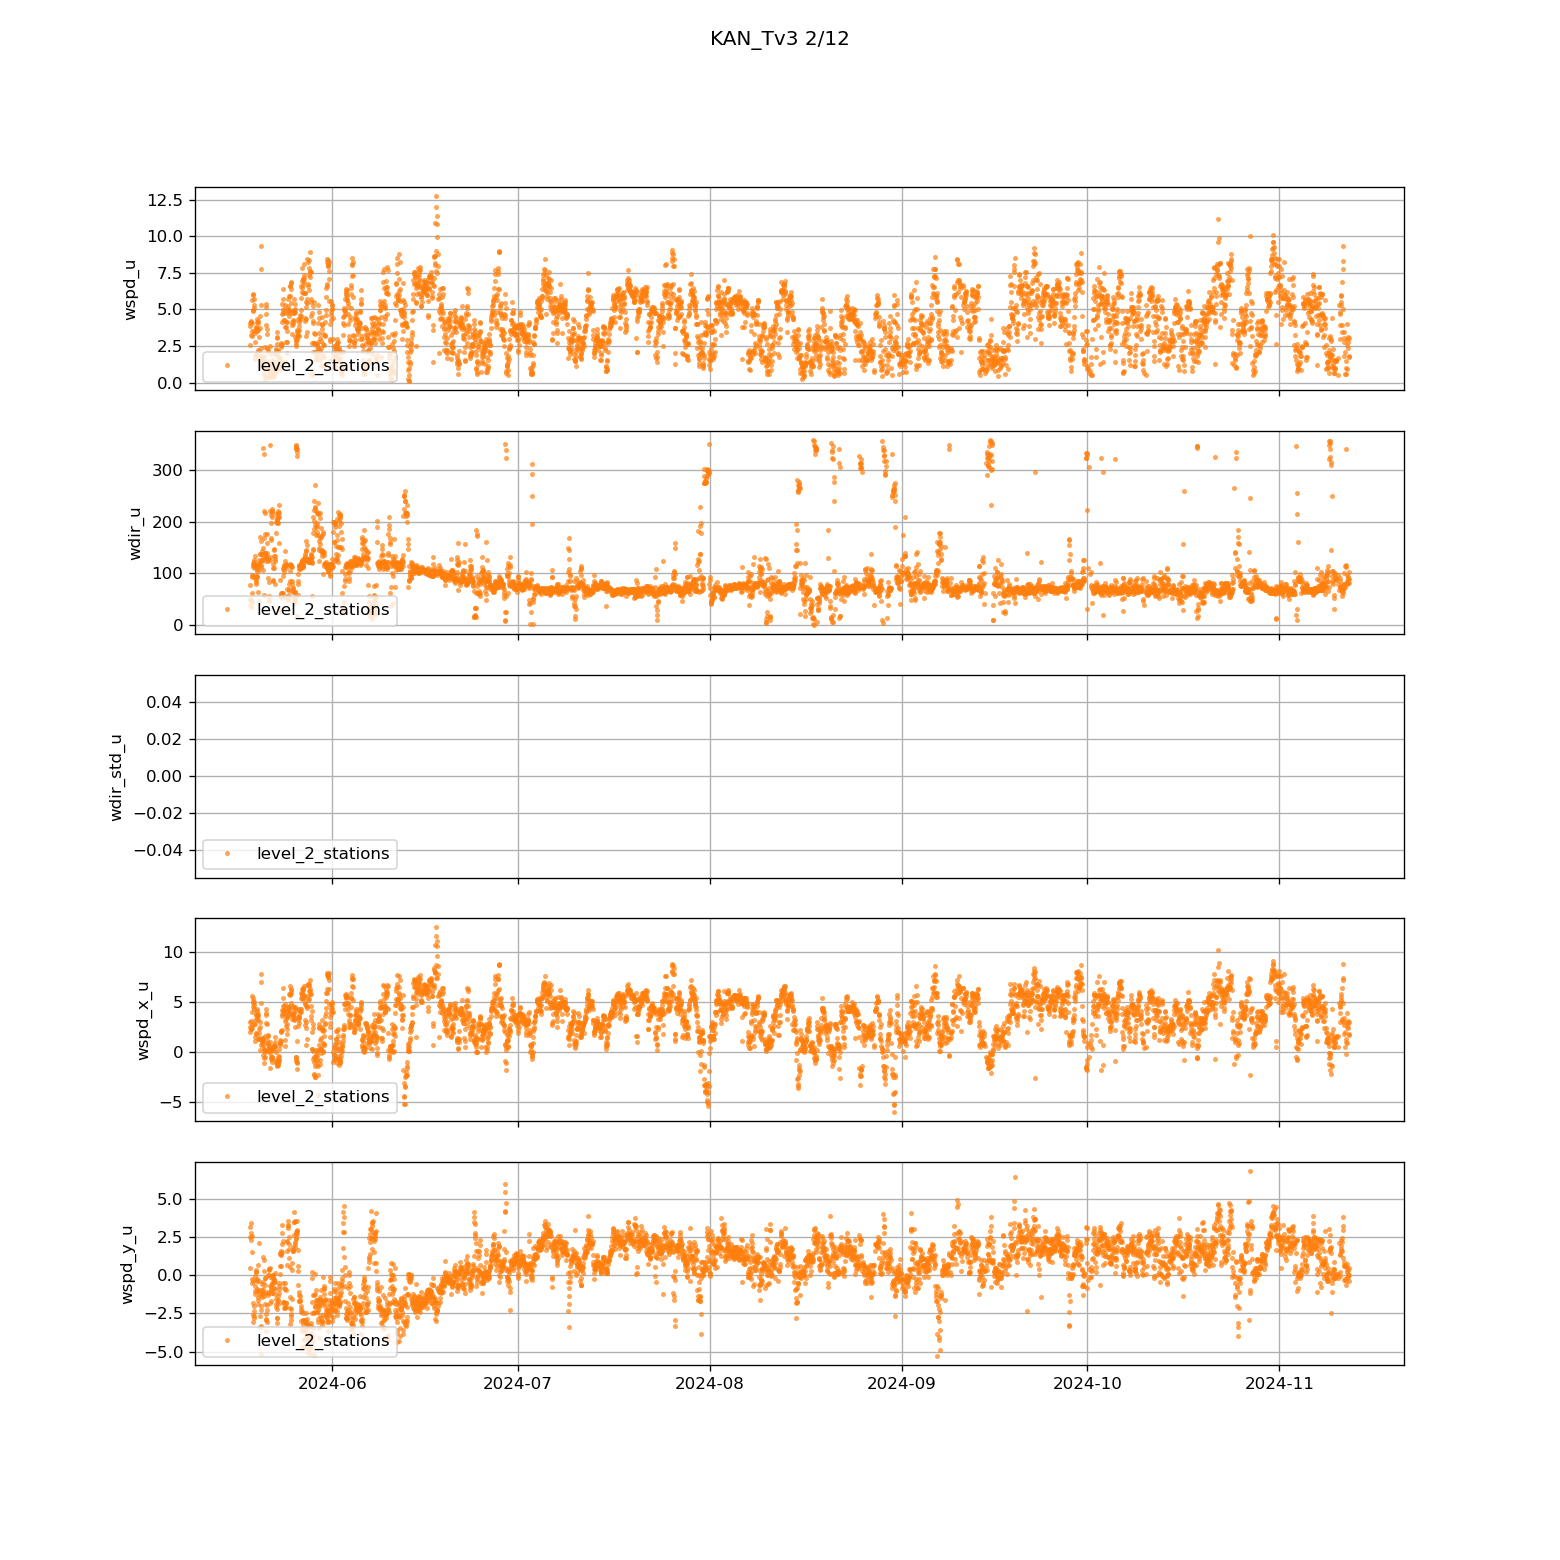 KAN_Tv3 2/12
wspd_u
12.5
10.0
7.5
5.0
2.5
0.0
level_2_stations
wdir_u
300
200
100
0
level_2_stations
wdir_std_u
0.04
0.02
0.00
−0.02
−0.04
level_2_stations
wspd_x_u
10
5
0
−5
level_2_stations
wspd_y_u
5.0
2.5
0.0
−2.5
−5.0
level_2_stations
2024-06 2024-07 2024-08 2024-09 2024-10 2024-11